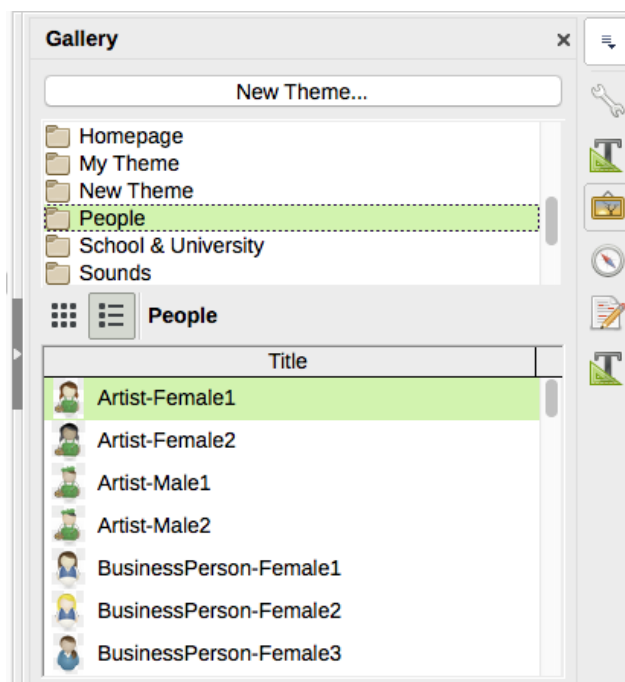 Gallery
New Theme...
Homepage
My Theme
New Theme
People
School & University
Sounds
People
Title
Artist-Female1
Artist-Female2
Artist-Male1
Artist-Male2
BusinessPerson-Female1
BusinessPerson-Female2
BusinessPerson-Female3